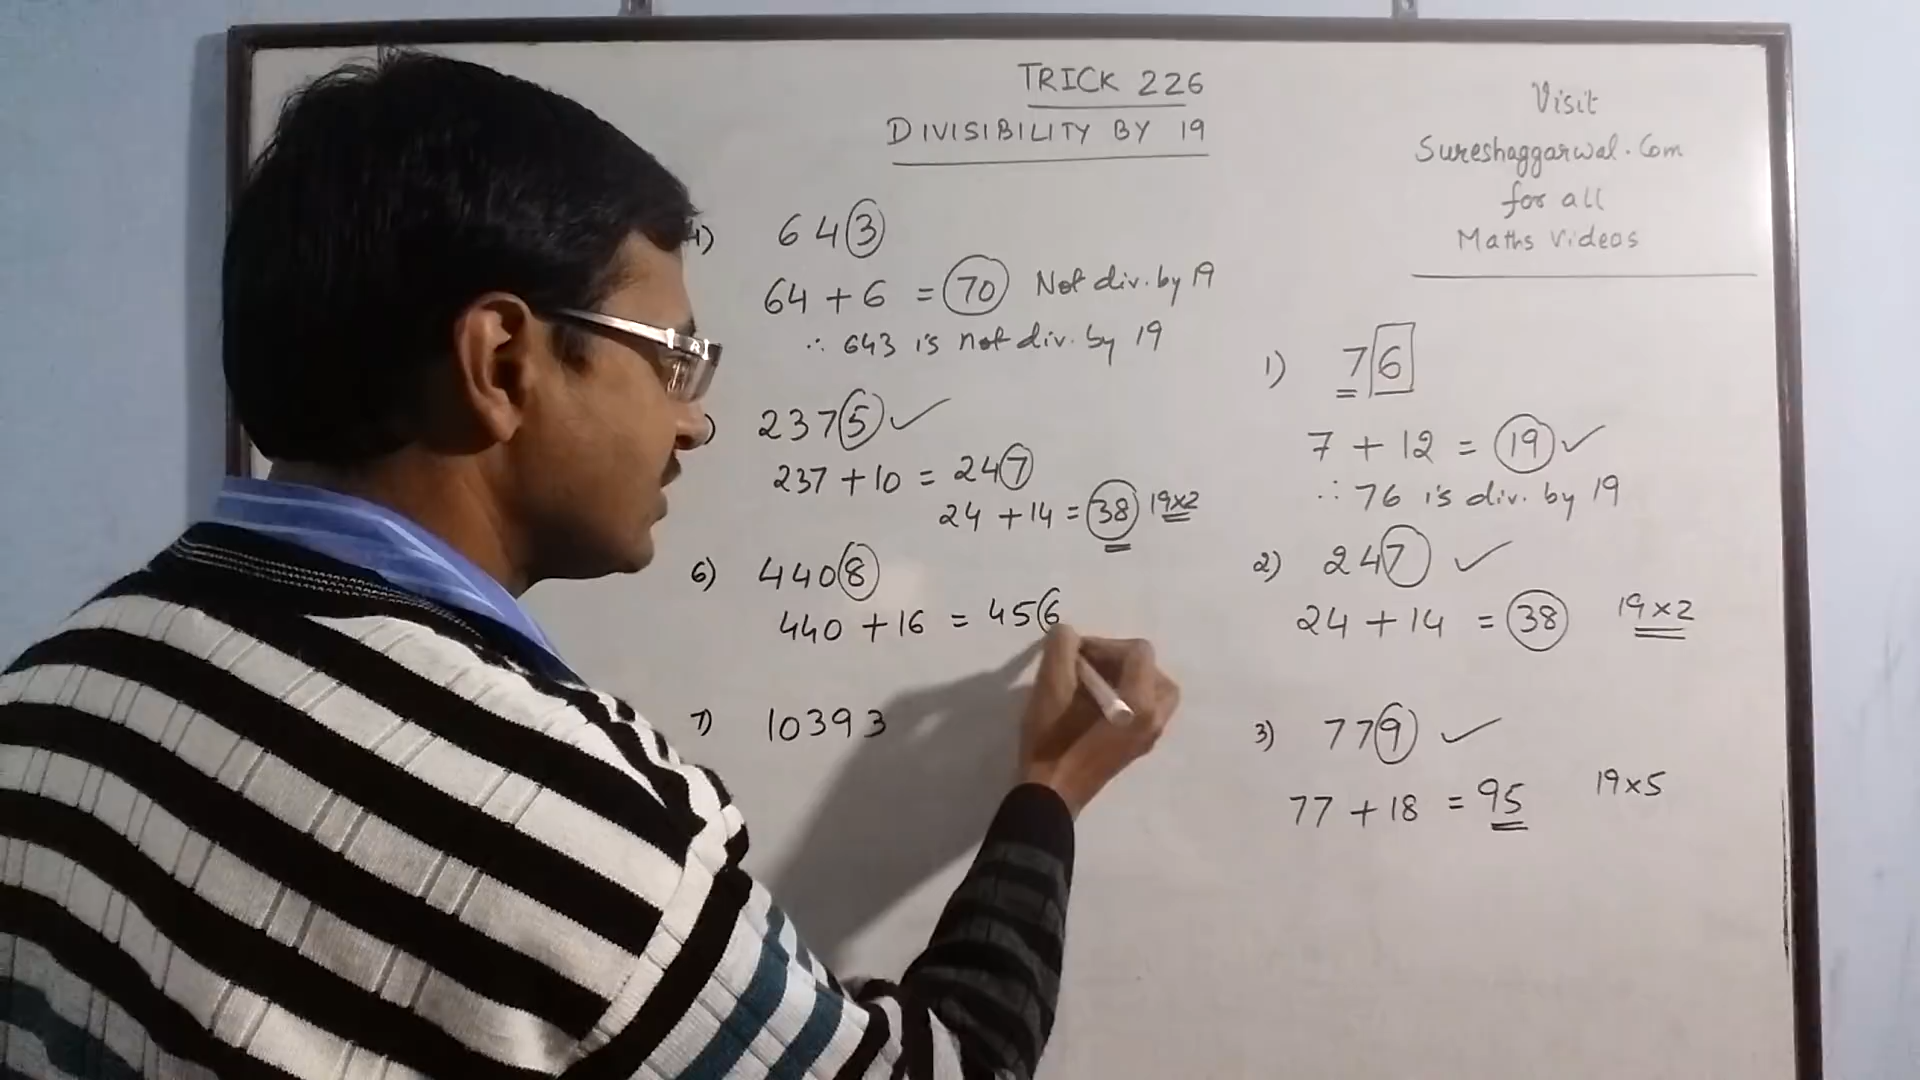 TRICK 226
DIVISIBILITY BY 19
Visit
Sureshaggarwal.Com
for all
Maths Videos
1) 76
7 + 12 = 19 ✓
∴ 76 is div. by 19
2) 247 ✓
24 + 14 = 38 19×2
3) 779 ✓
77 + 18 = 95 19×5
4) 643
64 + 6 = 70 Not div. by 19
∴ 643 is not div. by 19
) 2375 ✓
237 + 10 = 247
24 + 14 = 38 19×2
6) 4408
440 + 16 = 456
7) 10393